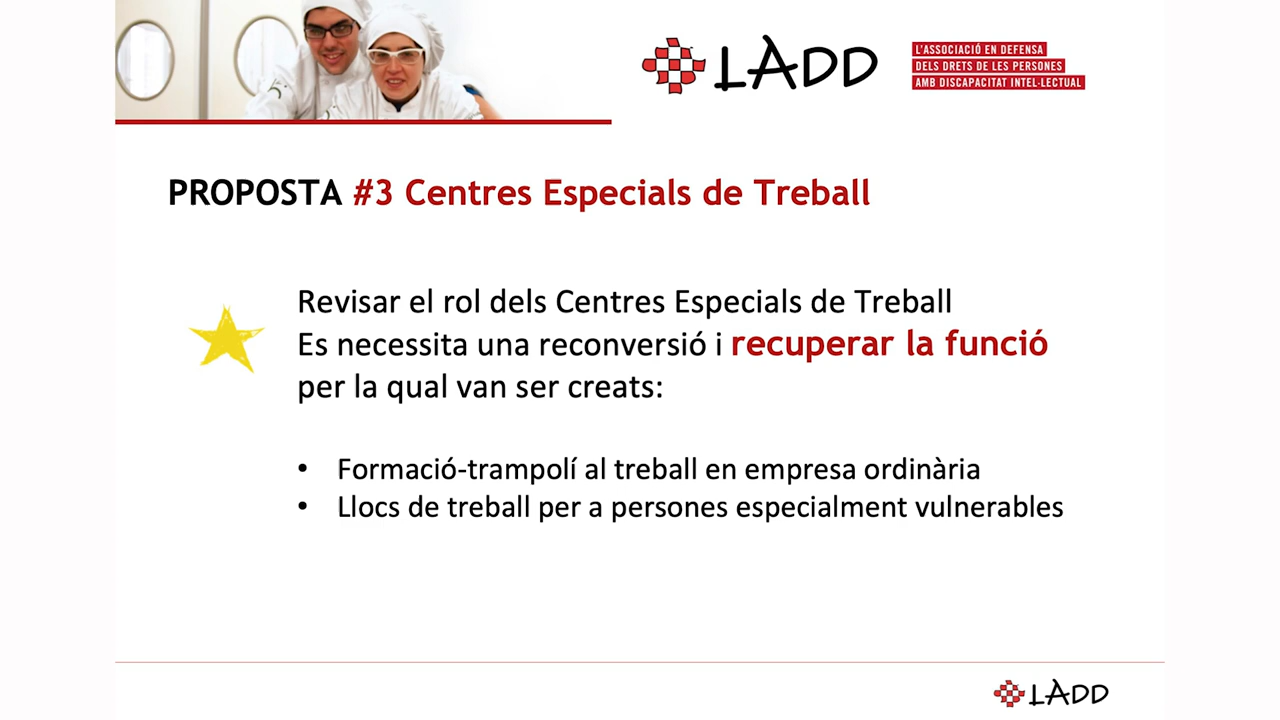 LADD
L'ASSOCIACIÓ EN DEFENSA
DELS DRETS DE LES PERSONES
AMB DISCAPACITAT INTEL·LECTUAL
PROPOSTA #3 Centres Especials de Treball
Revisar el rol dels Centres Especials de Treball
Es necessita una reconversió i recuperar la funció
per la qual van ser creats:
• Formació-trampolí al treball en empresa ordinària
• Llocs de treball per a persones especialment vulnerables
LADD